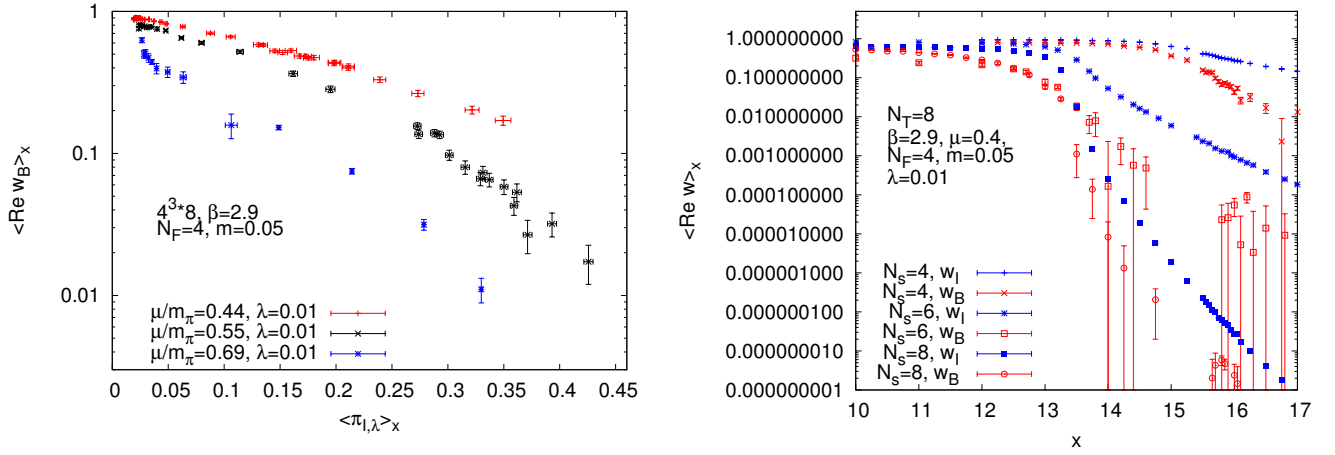 1
0.1
0.01
<Re w_B>_x
4^3*8, β=2.9
N_F=4, m=0.05
μ/m_π=0.44, λ=0.01
μ/m_π=0.55, λ=0.01
μ/m_π=0.69, λ=0.01
0 0.05 0.1 0.15 0.2 0.25 0.3 0.35 0.4 0.45
<π_{I,λ}>_x
1.000000000
0.100000000
0.010000000
0.001000000
0.000100000
0.000010000
0.000001000
0.000000100
0.000000010
0.000000001
<Re w>_x
N_T=8
β=2.9, μ=0.4,
N_F=4, m=0.05
λ=0.01
N_s=4, w_I
N_s=4, w_B
N_s=6, w_I
N_s=6, w_B
N_s=8, w_I
N_s=8, w_B
10 11 12 13 14 15 16 17
x